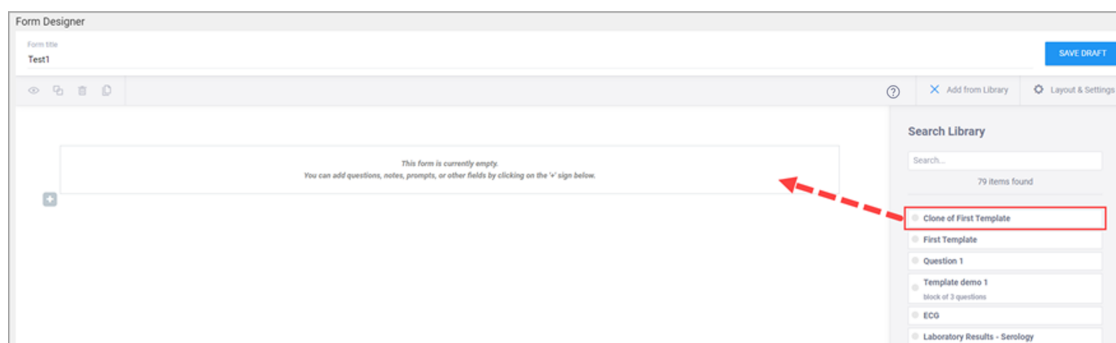 Form Designer
Form title
Test1
SAVE DRAFT
Add from Library
Layout & Settings
Search Library
Search...
79 items found
This form is currently empty.
You can add questions, notes, prompts, or other fields by clicking on the '+' sign below.
Clone of First Template
First Template
Question 1
Template demo 1
block of 3 questions
ECG
Laboratory Results - Serology